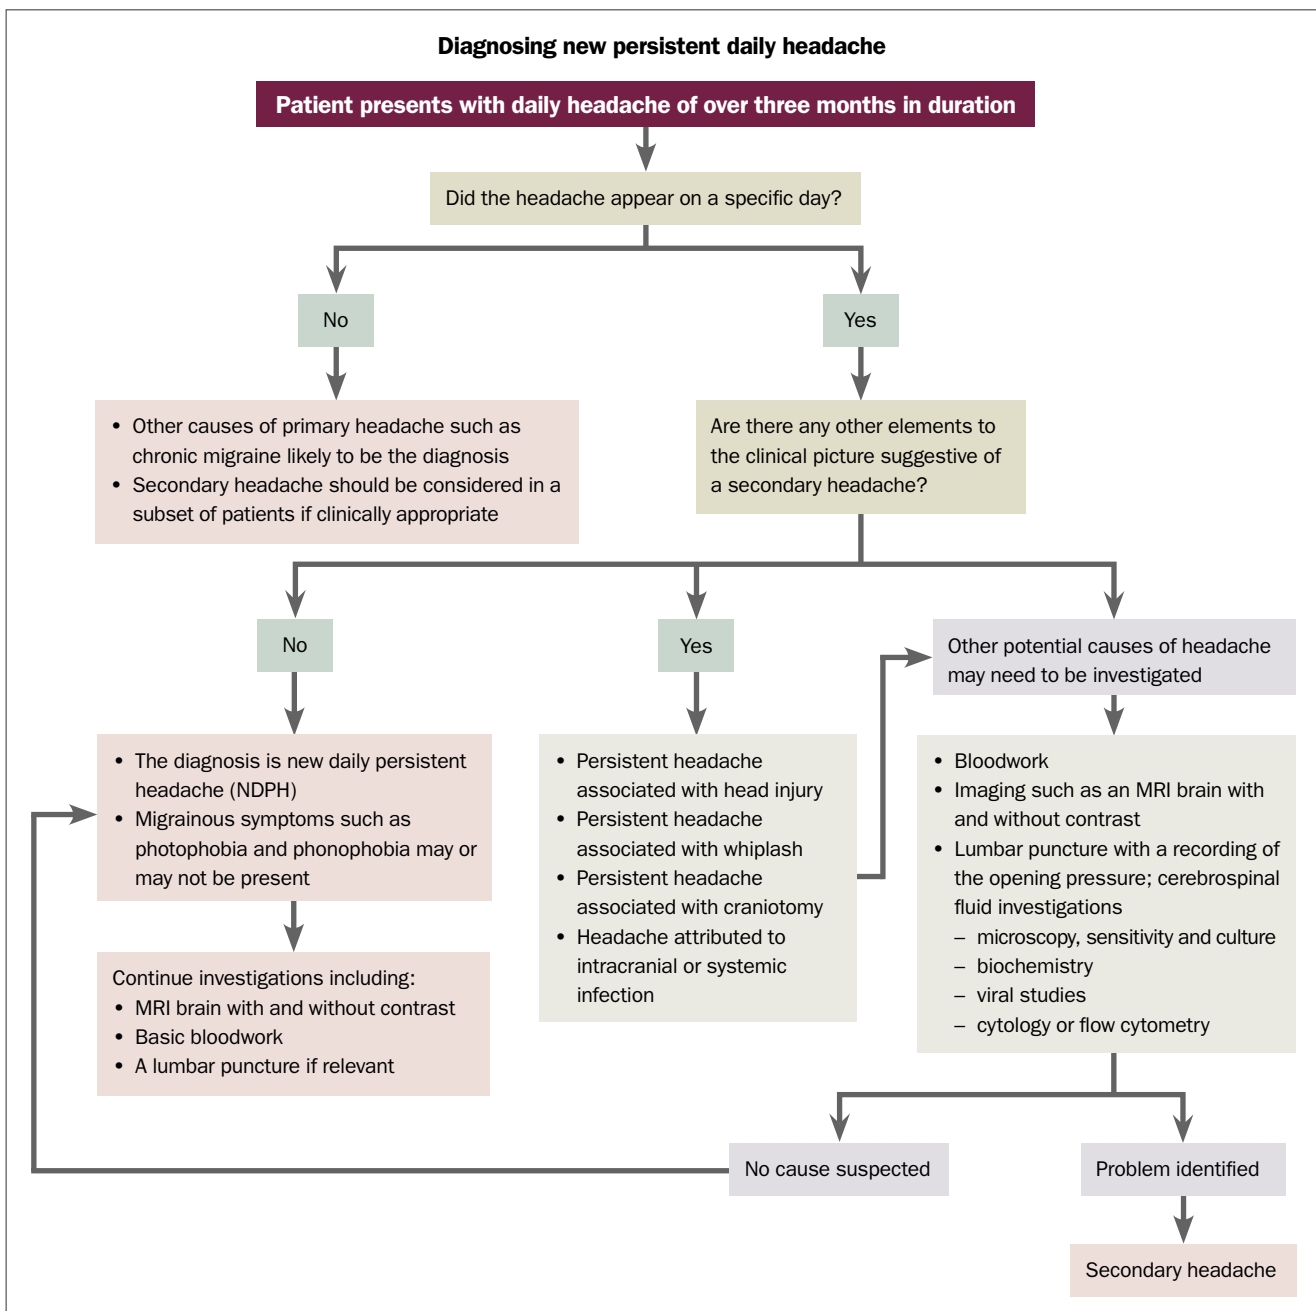 Diagnosing new persistent daily headache
Patient presents with daily headache of over three months in duration
Did the headache appear on a specific day?
No
Yes
• Other causes of primary headache such as
chronic migraine likely to be the diagnosis
• Secondary headache should be considered in a
subset of patients if clinically appropriate
Are there any other elements to
the clinical picture suggestive of
a secondary headache?
No
Yes
Other potential causes of headache
may need to be investigated
• The diagnosis is new daily persistent
headache (NDPH)
• Migrainous symptoms such as
photophobia and phonophobia may or
may not be present
• Persistent headache
associated with head injury
• Persistent headache
associated with whiplash
• Persistent headache
associated with craniotomy
• Headache attributed to
intracranial or systemic
infection
• Bloodwork
• Imaging such as an MRI brain with
and without contrast
• Lumbar puncture with a recording of
the opening pressure; cerebrospinal
fluid investigations
– microscopy, sensitivity and culture
– biochemistry
– viral studies
– cytology or flow cytometry
Continue investigations including:
• MRI brain with and without contrast
• Basic bloodwork
• A lumbar puncture if relevant
No cause suspected
Problem identified
Secondary headache